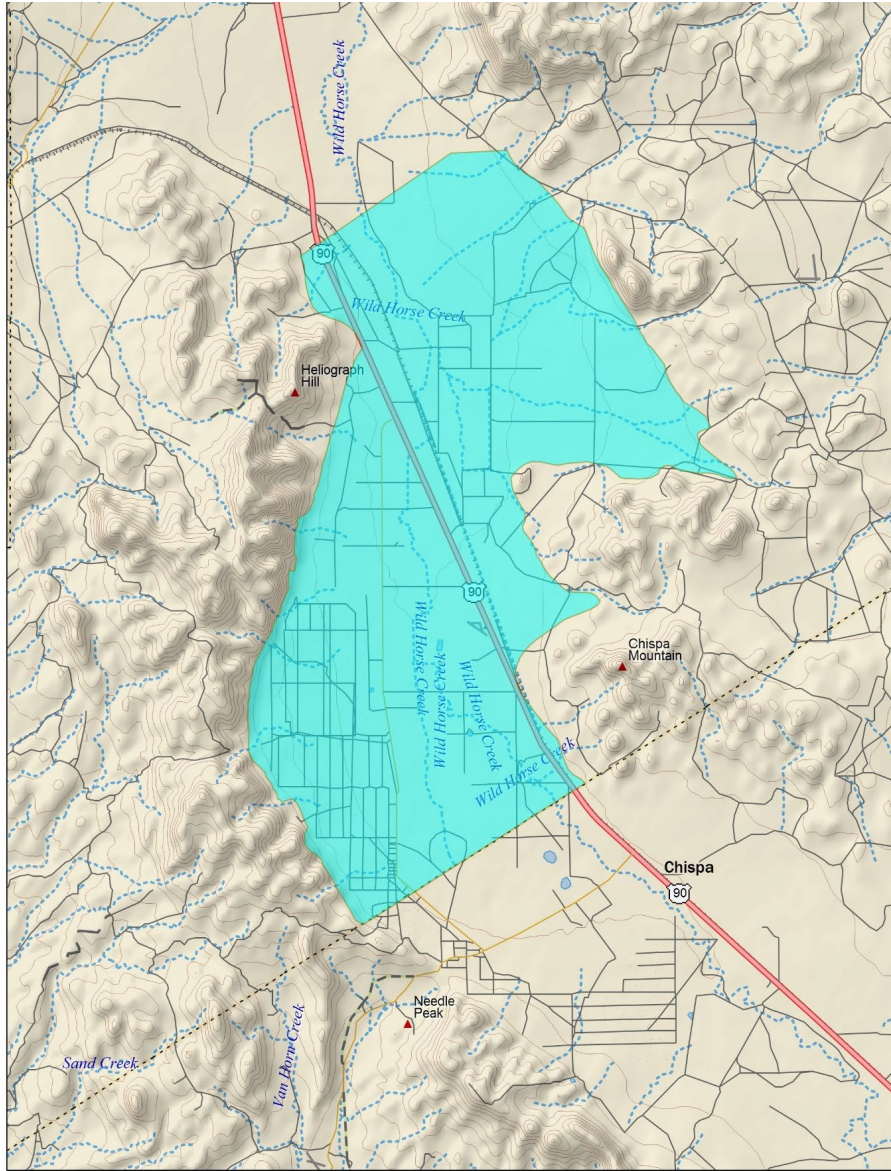 Wild Horse Creek
90
Wild Horse Creek
Heliograph
Hill
90
Wild Horse Creek
Wild Horse Creek
Wild Horse Creek
Chispa
Mountain
Wild Horse Creek
Chispa
90
Needle
Peak
Sand Creek
Van Horn Creek